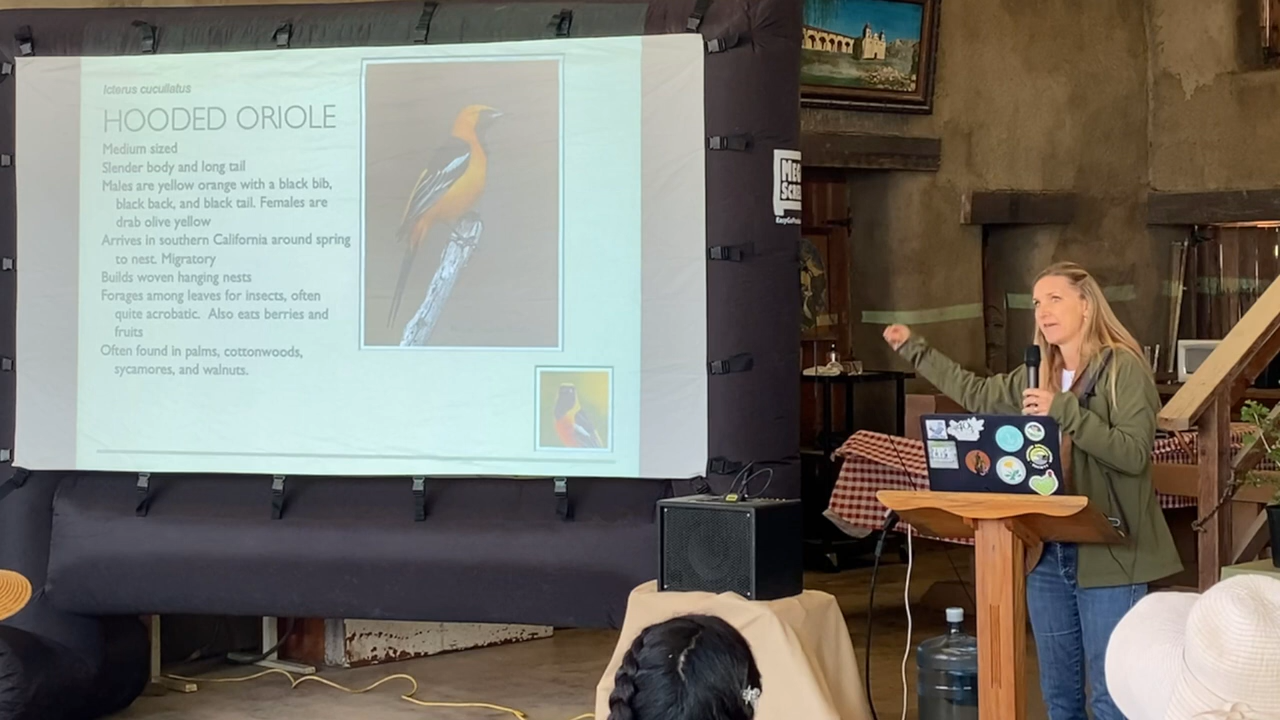 Icterus cucullatus
HOODED ORIOLE
Medium sized
Slender body and long tail
Males are yellow orange with a black bib,
black back, and black tail. Females are
drab olive yellow
Arrives in southern California around spring
to nest. Migratory
Builds woven hanging nests
Forages among leaves for insects, often
quite acrobatic. Also eats berries and
fruits
Often found in palms, cottonwoods,
sycamores, and walnuts.